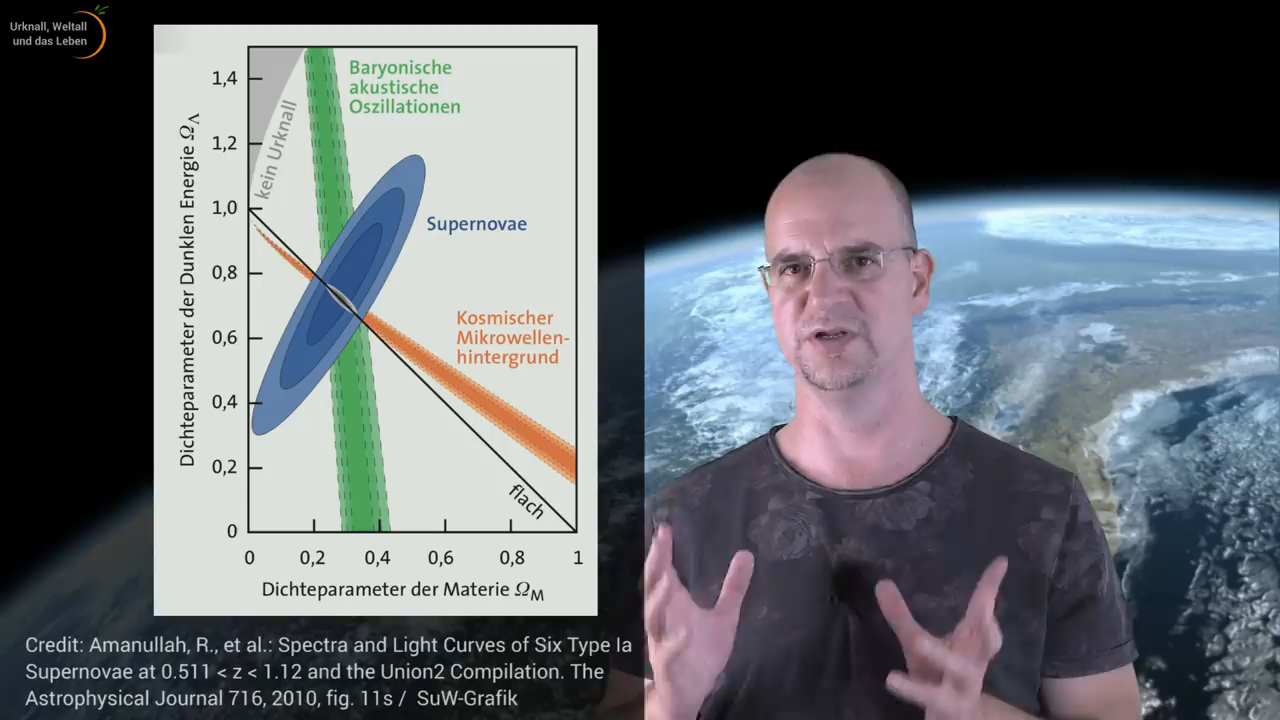 Urknall, Weltall
und das Leben
Baryonische
akustische
Oszillationen
kein Urknall
Supernovae
Kosmischer
Mikrowellen-
hintergrund
flach
Dichteparameter der Dunklen Energie ΩΛ
1,4
1,2
1,0
0,8
0,6
0,4
0,2
0
0 0,2 0,4 0,6 0,8 1
Dichteparameter der Materie ΩM
Credit: Amanullah, R., et al.: Spectra and Light Curves of Six Type Ia
Supernovae at 0.511 < z < 1.12 and the Union2 Compilation. The
Astrophysical Journal 716, 2010, fig. 11s / SuW-Grafik